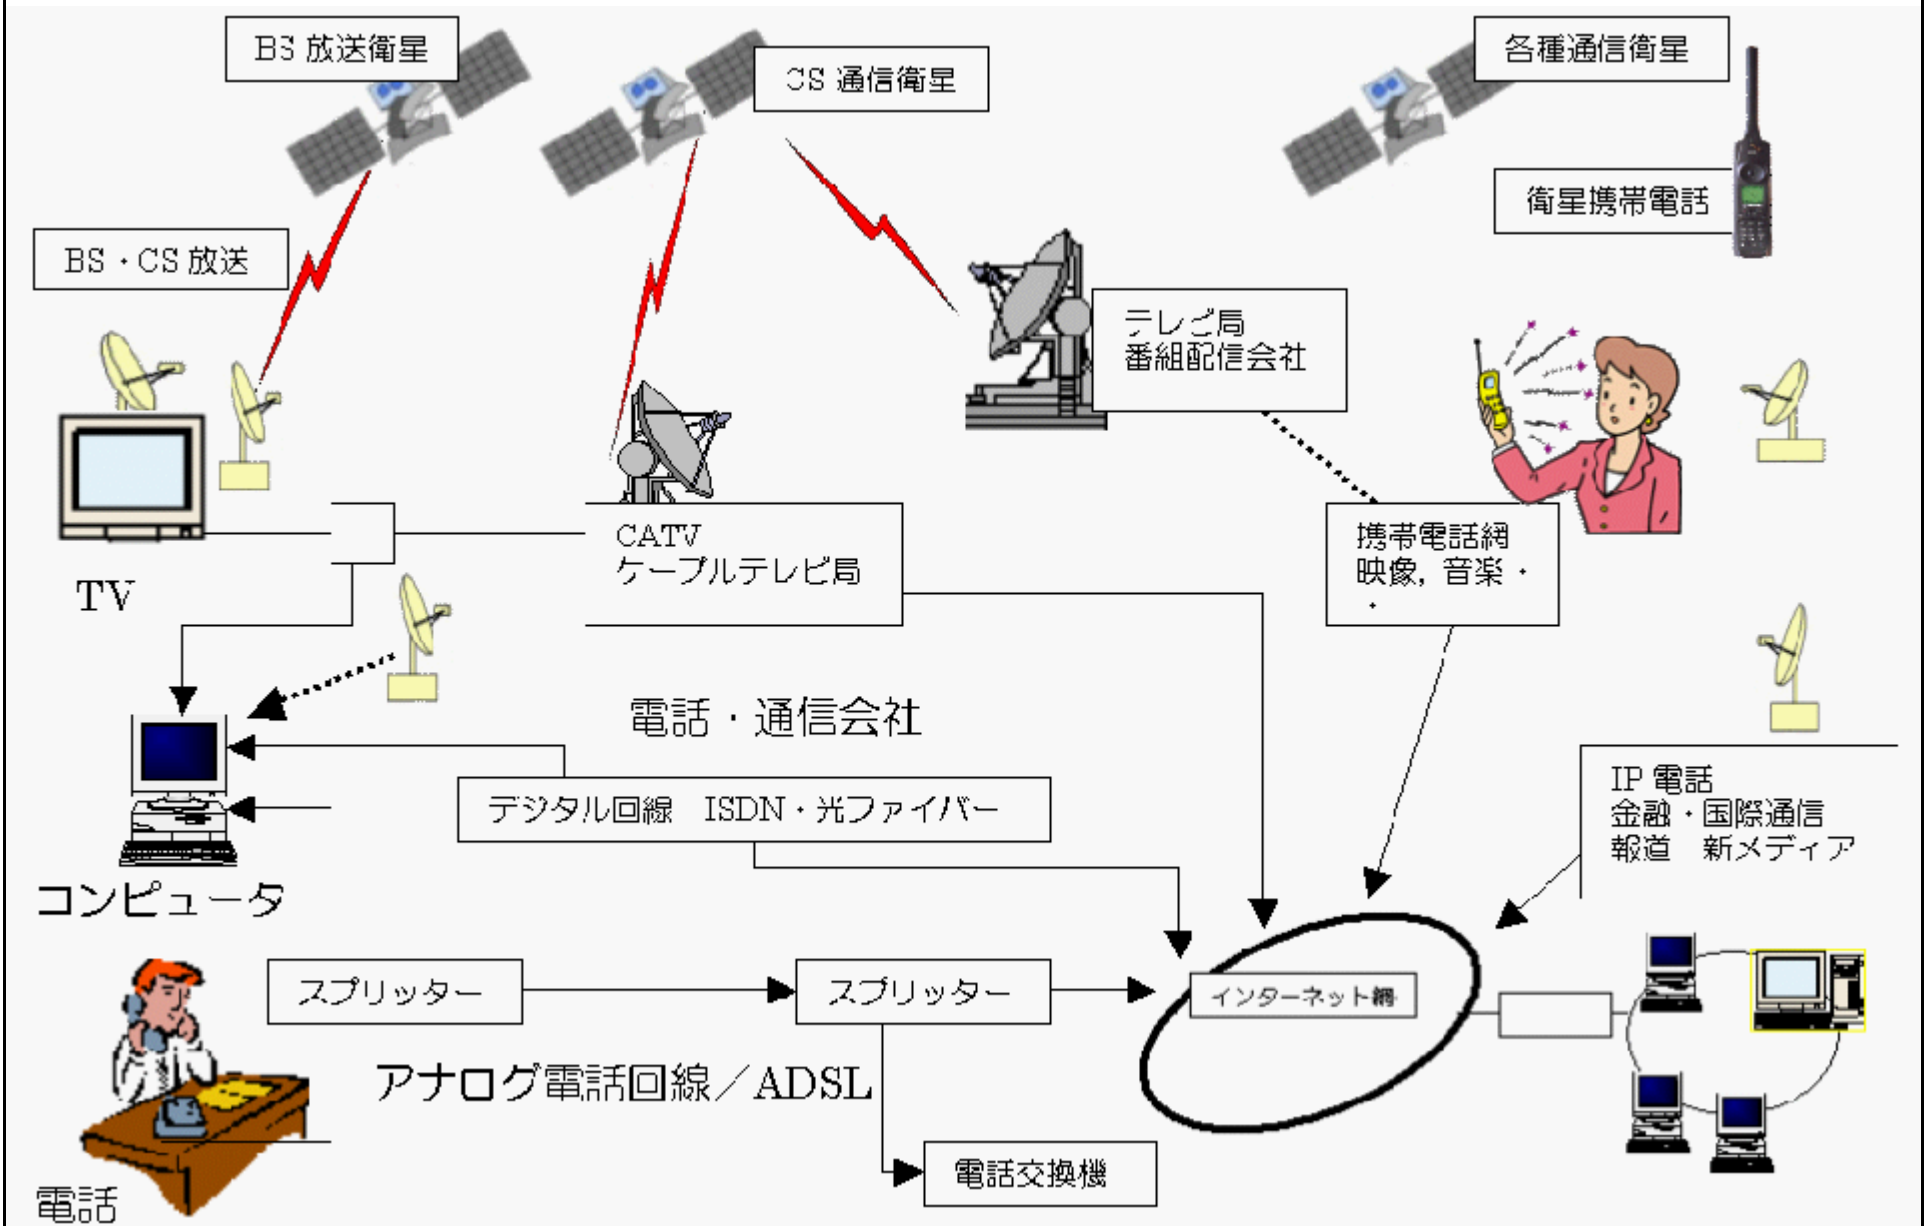 BS 放送衛星
CS 通信衛星
各種通信衛星
衛星携帯電話
BS・CS 放送
テレビ局
番組配信会社
CATV
ケーブルテレビ局
携帯電話網
映像, 音楽・
・
TV
電話・通信会社
デジタル回線 ISDN・光ファイバー
IP 電話
金融・国際通信
報道 新メディア
コンピュータ
スプリッター
スプリッター
インターネット網
アナログ電話回線／ADSL
電話交換機
電話